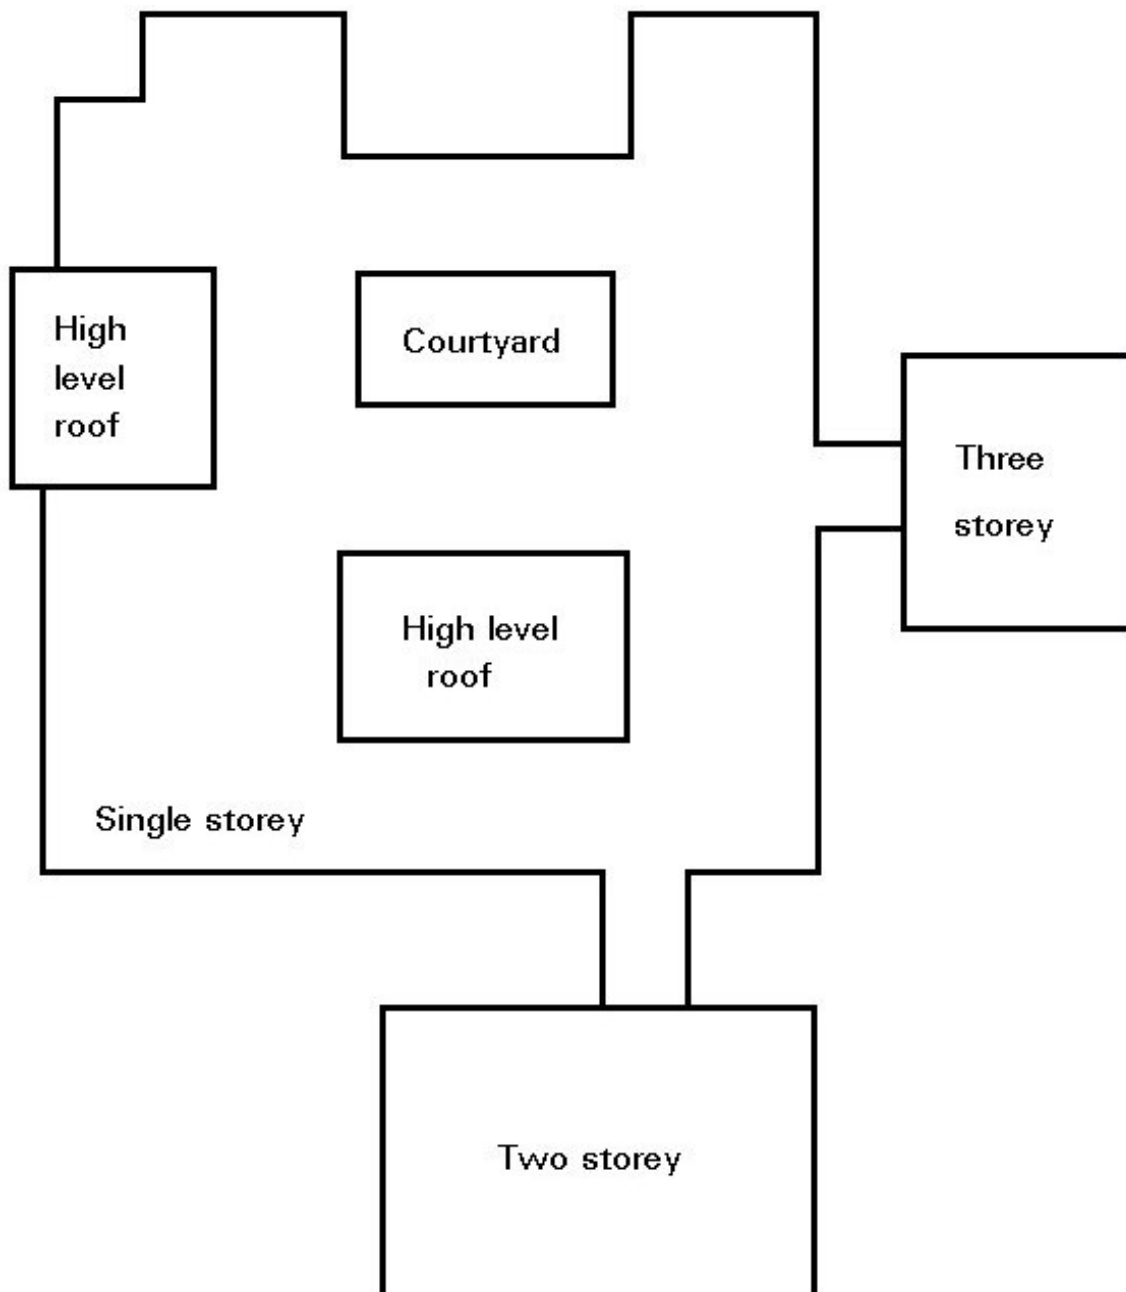 High
level
roof
Courtyard
Three
storey
High level
roof
Single storey
Two storey